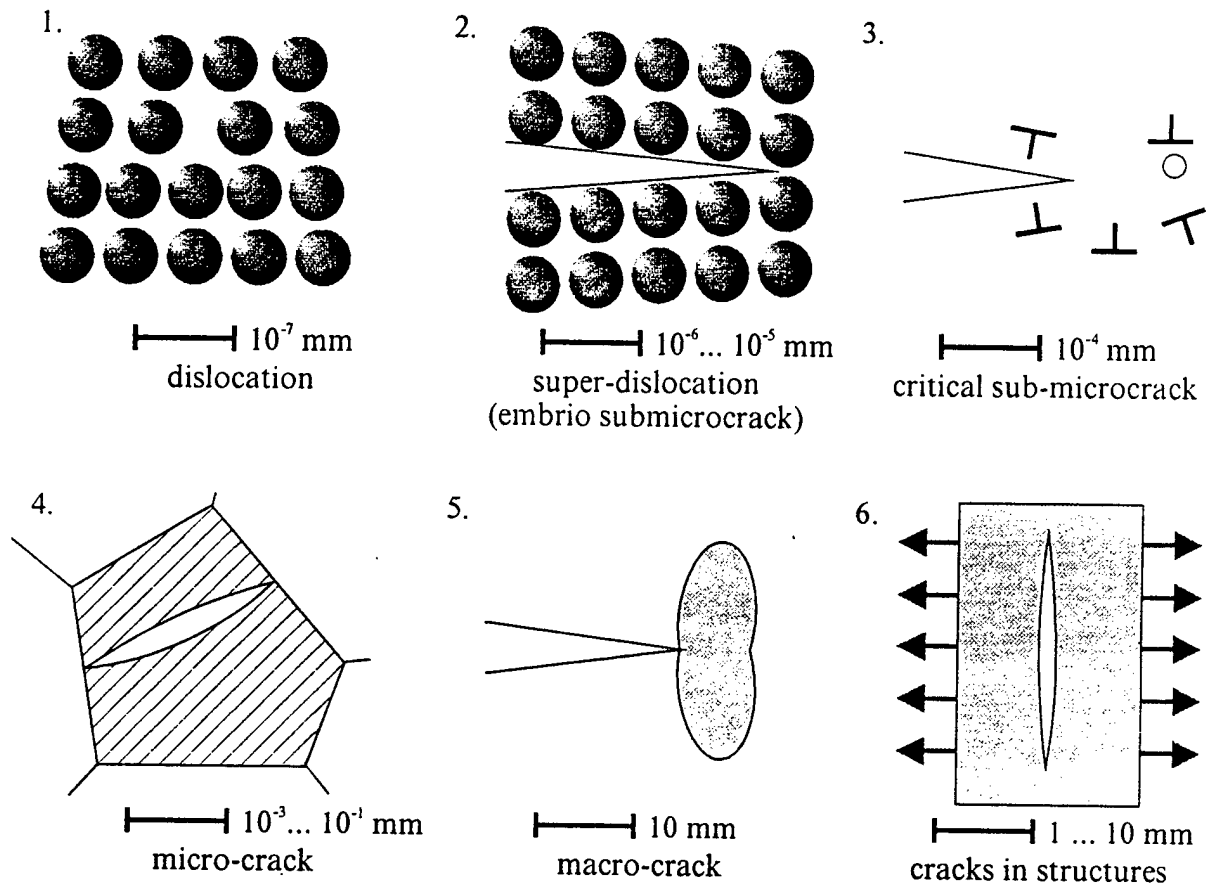 1.
10⁻⁷ mm
dislocation
2.
10⁻⁶... 10⁻⁵ mm
super-dislocation
(embrio submicrocrack)
3.
10⁻⁴ mm
critical sub-microcrack
4.
10⁻³... 10⁻¹ mm
micro-crack
5.
10 mm
macro-crack
6.
1 ... 10 mm
cracks in structures